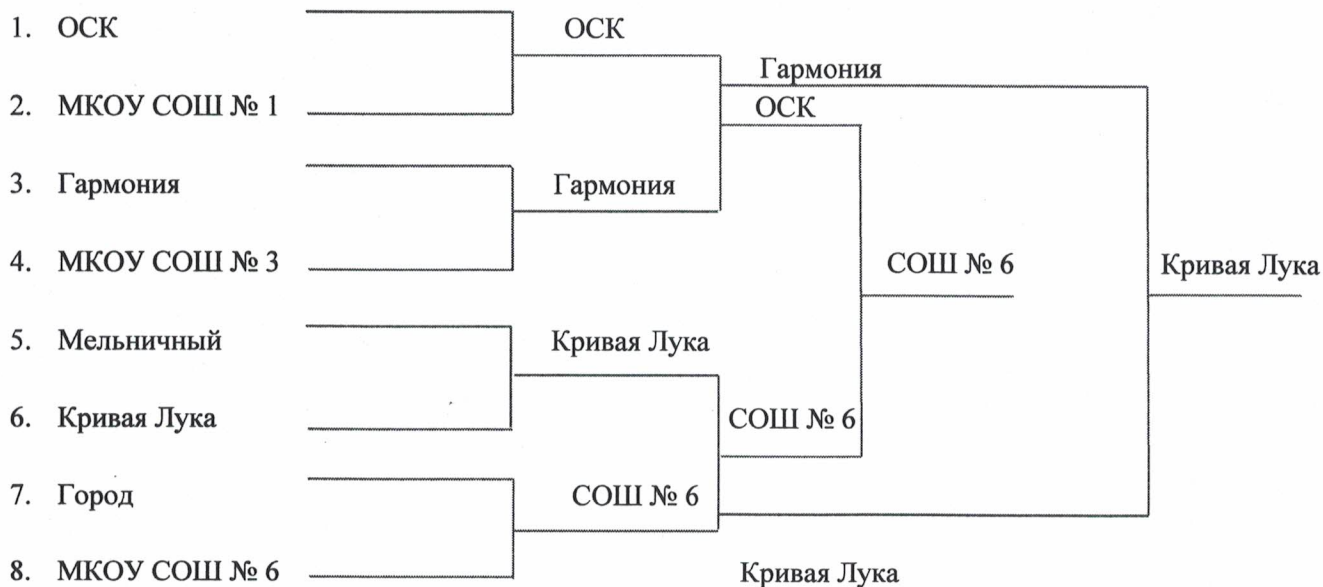 1. ОСК
ОСК
Гармония
2. МКОУ СОШ № 1
ОСК
3. Гармония
Гармония
4. МКОУ СОШ № 3
СОШ № 6
Кривая Лука
5. Мельничный
Кривая Лука
6. Кривая Лука
СОШ № 6
7. Город
СОШ № 6
8. МКОУ СОШ № 6
Кривая Лука